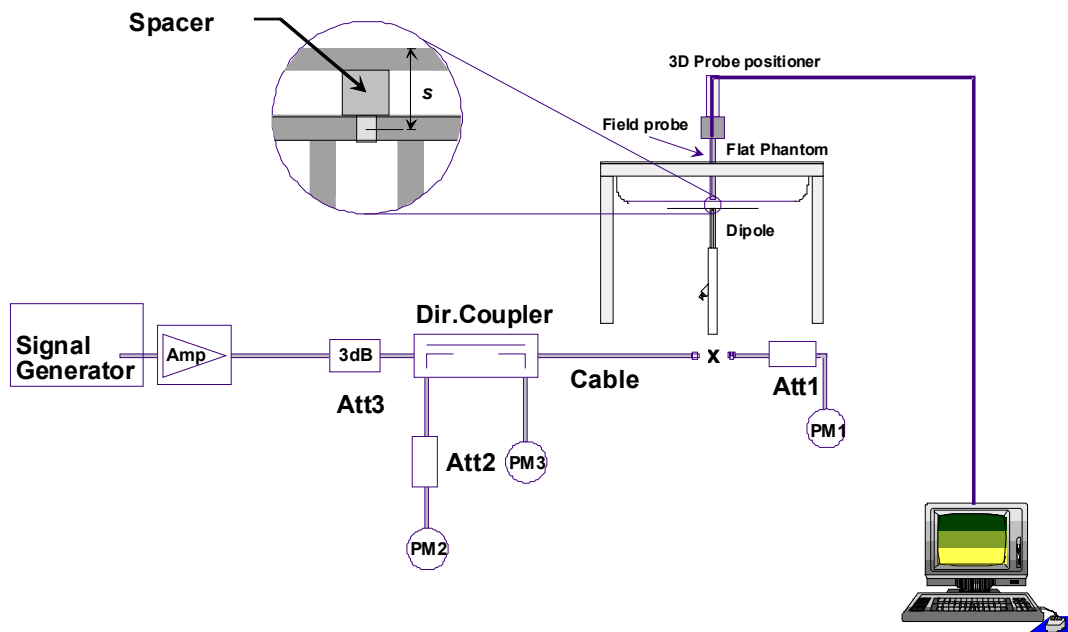 Spacer
s
3D Probe positioner
Field probe
Flat Phantom
Dipole
Dir.Coupler
Signal
Generator
Amp
3dB
Cable
x
Att1
Att3
PM1
Att2
PM3
PM2